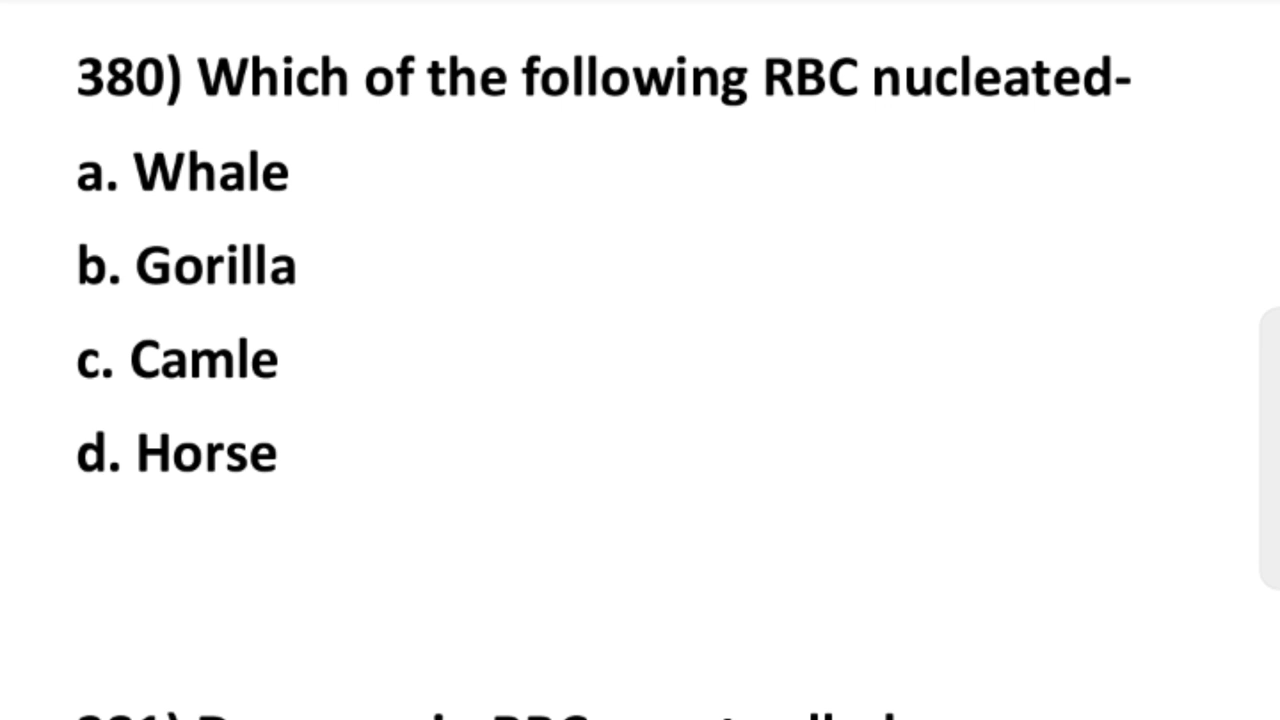 380) Which of the following RBC nucleated-
a. Whale
b. Gorilla
c. Camle
d. Horse